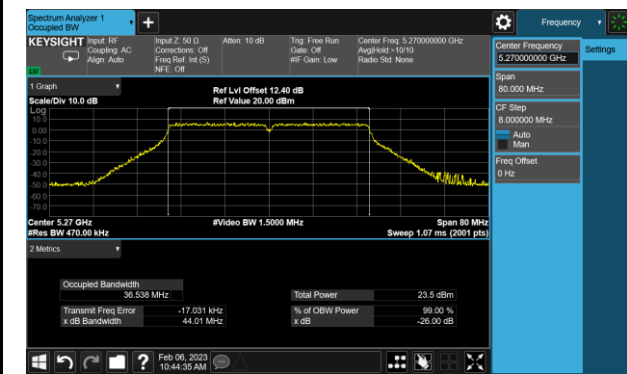 Spectrum Analyzer 1
Occupied BW
+
Frequency
KEYSIGHT
Input: RF
Coupling: AC
Align: Auto
Input Z: 50 Ω
Corrections: Off
Freq Ref: Int (S)
NFE: Off
Atten: 10 dB
Trig: Free Run
Gate: Off
#IF Gain: Low
Center Freq: 5.270000000 GHz
Avg|Hold:>10/10
Radio Std: None
LXI
Center Frequency
5.270000000 GHz
Settings
Span
80.000 MHz
CF Step
8.000000 MHz
Auto
Man
Freq Offset
0 Hz
1 Graph
Scale/Div 10.0 dB
Ref Lvl Offset 12.40 dB
Ref Value 20.00 dBm
Log
10.0
0.00
-10.0
-20.0
-30.0
-40.0
-50.0
-60.0
-70.0
Center 5.27 GHz
#Res BW 470.00 kHz
#Video BW 1.5000 MHz
Span 80 MHz
Sweep 1.07 ms (2001 pts)
2 Metrics
Occupied Bandwidth
36.538 MHz
Total Power
23.5 dBm
Transmit Freq Error
-17.031 kHz
% of OBW Power
99.00 %
x dB Bandwidth
44.01 MHz
x dB
-26.00 dB
?
Feb 06, 2023
10:44:35 AM